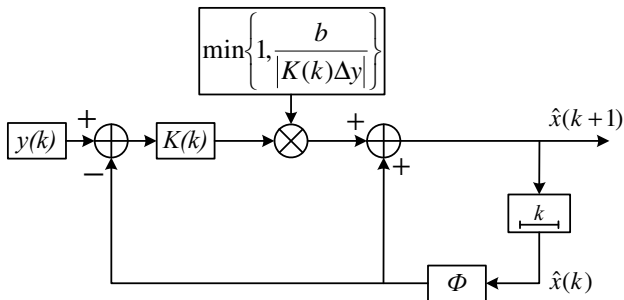 min{1, b / |K(k)Δy|}
y(k)
+
−
K(k)
+
+
x̂(k+1)
k
Φ
x̂(k)